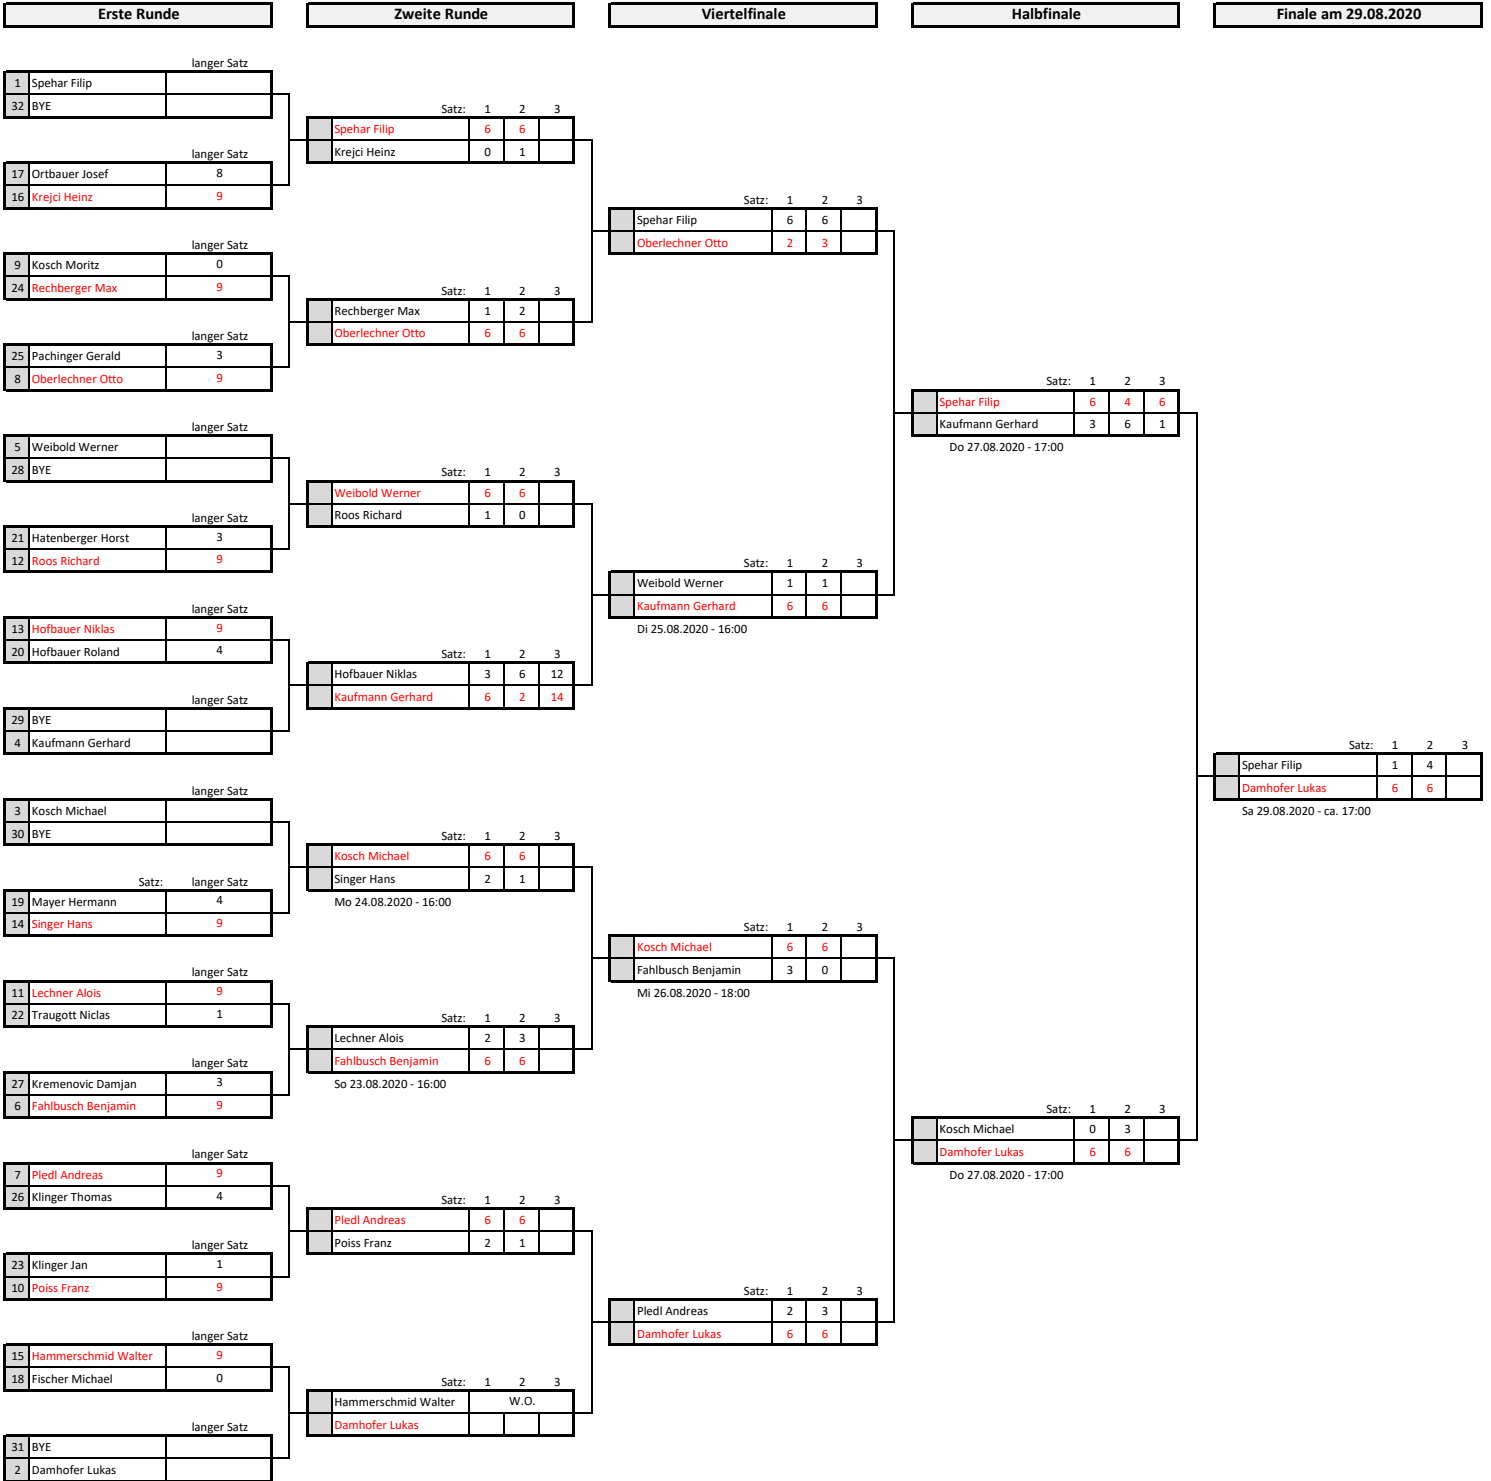 Erste Runde
Zweite Runde
Viertelfinale
Halbfinale
Finale am 29.08.2020
langer Satz
1 Spehar Filip
32 BYE
langer Satz
17 Ortbauer Josef 8
16 Krejci Heinz 9
langer Satz
9 Kosch Moritz 0
24 Rechberger Max 9
langer Satz
25 Pachinger Gerald 3
8 Oberlechner Otto 9
langer Satz
5 Weibold Werner
28 BYE
langer Satz
21 Hatenberger Horst 3
12 Roos Richard 9
langer Satz
13 Hofbauer Niklas 9
20 Hofbauer Roland 4
langer Satz
29 BYE
4 Kaufmann Gerhard
langer Satz
3 Kosch Michael
30 BYE
Satz: langer Satz
19 Mayer Hermann 4
14 Singer Hans 9
langer Satz
11 Lechner Alois 9
22 Traugott Niclas 1
langer Satz
27 Kremenovic Damjan 3
6 Fahlbusch Benjamin 9
langer Satz
7 Pledl Andreas 9
26 Klinger Thomas 4
langer Satz
23 Klinger Jan 1
10 Poiss Franz 9
langer Satz
15 Hammerschmid Walter 9
18 Fischer Michael 0
langer Satz
31 BYE
2 Damhofer Lukas
Satz: 1 2 3
Spehar Filip 6 6
Krejci Heinz 0 1
Satz: 1 2 3
Rechberger Max 1 2
Oberlechner Otto 6 6
Satz: 1 2 3
Weibold Werner 6 6
Roos Richard 1 0
Satz: 1 2 3
Hofbauer Niklas 3 6 12
Kaufmann Gerhard 6 2 14
Satz: 1 2 3
Kosch Michael 6 6
Singer Hans 2 1
Mo 24.08.2020 - 16:00
Satz: 1 2 3
Lechner Alois 2 3
Fahlbusch Benjamin 6 6
So 23.08.2020 - 16:00
Satz: 1 2 3
Pledl Andreas 6 6
Poiss Franz 2 1
Satz: 1 2 3
Hammerschmid Walter W.O.
Damhofer Lukas
Satz: 1 2 3
Spehar Filip 6 6
Oberlechner Otto 2 3
Satz: 1 2 3
Weibold Werner 1 1
Kaufmann Gerhard 6 6
Di 25.08.2020 - 16:00
Satz: 1 2 3
Kosch Michael 6 6
Fahlbusch Benjamin 3 0
Mi 26.08.2020 - 18:00
Satz: 1 2 3
Pledl Andreas 2 3
Damhofer Lukas 6 6
Satz: 1 2 3
Spehar Filip 6 4 6
Kaufmann Gerhard 3 6 1
Do 27.08.2020 - 17:00
Satz: 1 2 3
Kosch Michael 0 3
Damhofer Lukas 6 6
Do 27.08.2020 - 17:00
Satz: 1 2 3
Spehar Filip 1 4
Damhofer Lukas 6 6
Sa 29.08.2020 - ca. 17:00